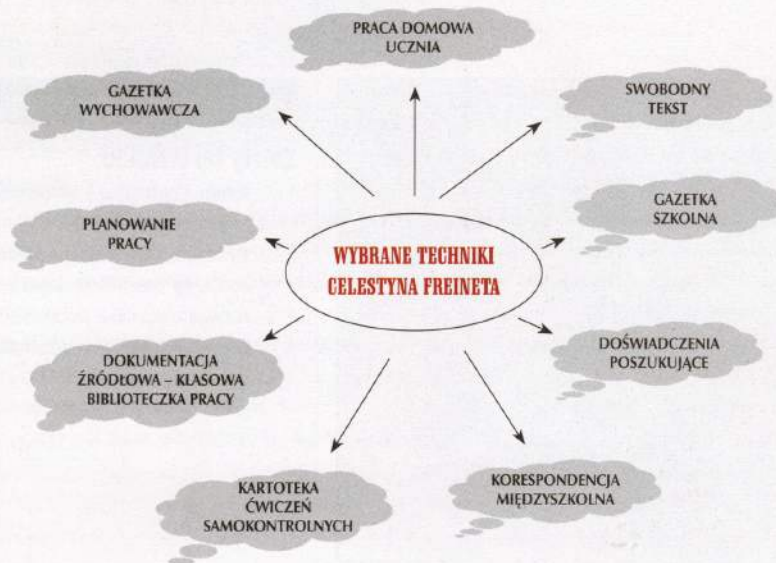 PRACA DOMOWA
UCZNIA
GAZETKA
WYCHOWAWCZA
SWOBODNY
TEKST
PLANOWANIE
PRACY
GAZETKA
SZKOLNA
WYBRANE TECHNIKI
CELESTYNA FREINETA
DOKUMENTACJA
ŹRÓDŁOWA – KLASOWA
BIBLIOTECZKA PRACY
DOŚWIADCZENIA
POSZUKUJĄCE
KARTOTEKA
ĆWICZEŃ
SAMOKONTROLNYCH
KORESPONDENCJA
MIĘDZYSZKOLNA